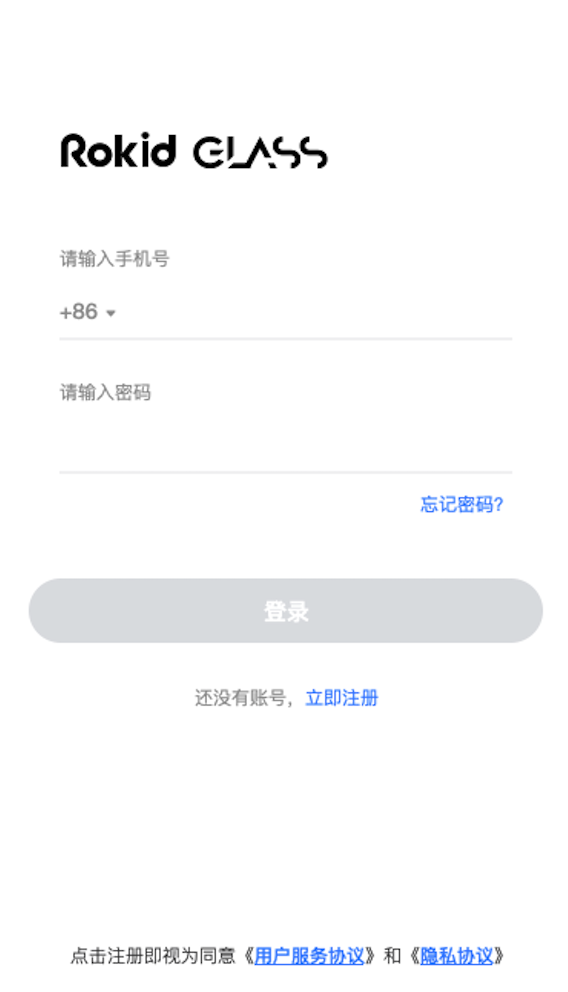 Rokid GLASS
请输入手机号
+86
请输入密码
忘记密码?
登录
还没有账号，立即注册
点击注册即视为同意《用户服务协议》和《隐私协议》